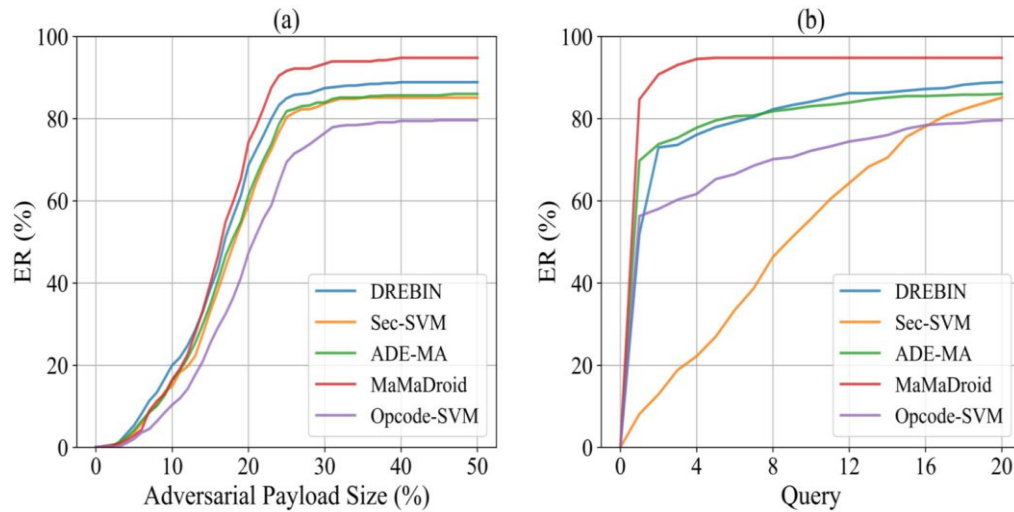 (a)
ER (%)
100
80
60
40
20
0
DREBIN
Sec-SVM
ADE-MA
MaMaDroid
Opcode-SVM
0 10 20 30 40 50
Adversarial Payload Size (%)
(b)
ER (%)
100
80
60
40
20
0
DREBIN
Sec-SVM
ADE-MA
MaMaDroid
Opcode-SVM
0 4 8 12 16 20
Query